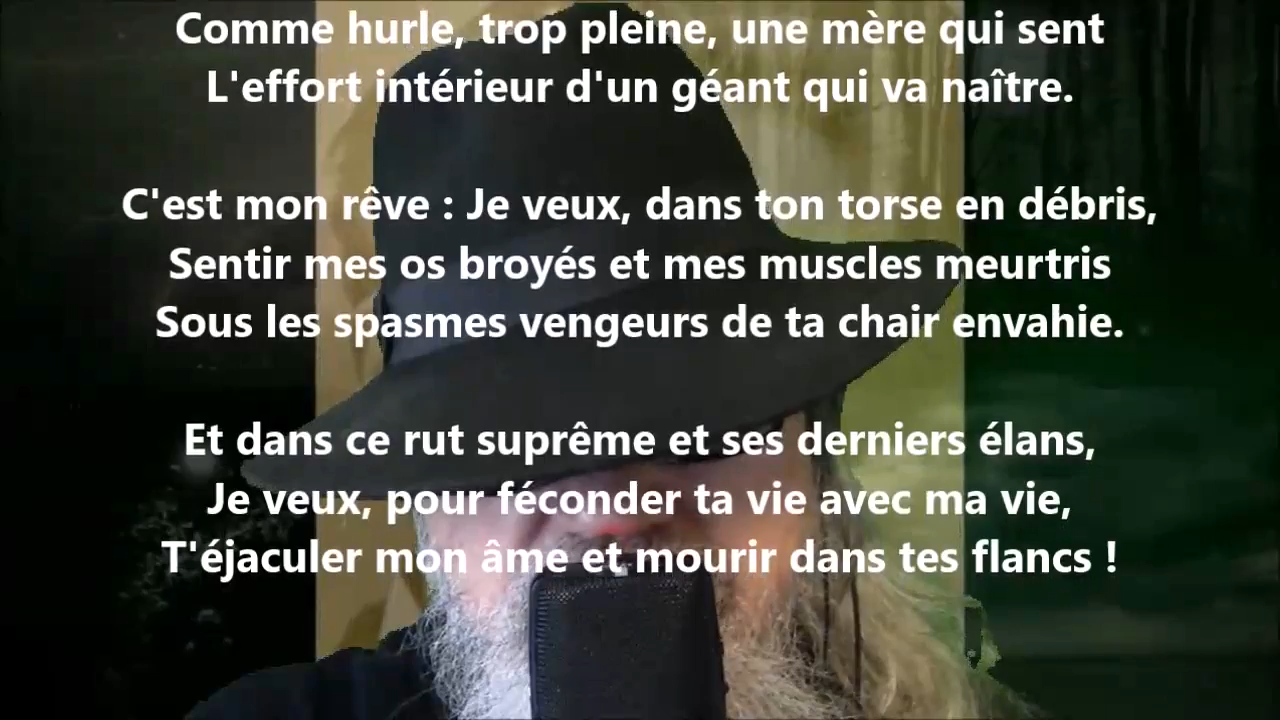 Comme hurle, trop pleine, une mère qui sent
L'effort intérieur d'un géant qui va naître.
C'est mon rêve : Je veux, dans ton torse en débris,
Sentir mes os broyés et mes muscles meurtris
Sous les spasmes vengeurs de ta chair envahie.
Et dans ce rut suprême et ses derniers élans,
Je veux, pour féconder ta vie avec ma vie,
T'éjaculer mon âme et mourir dans tes flancs !